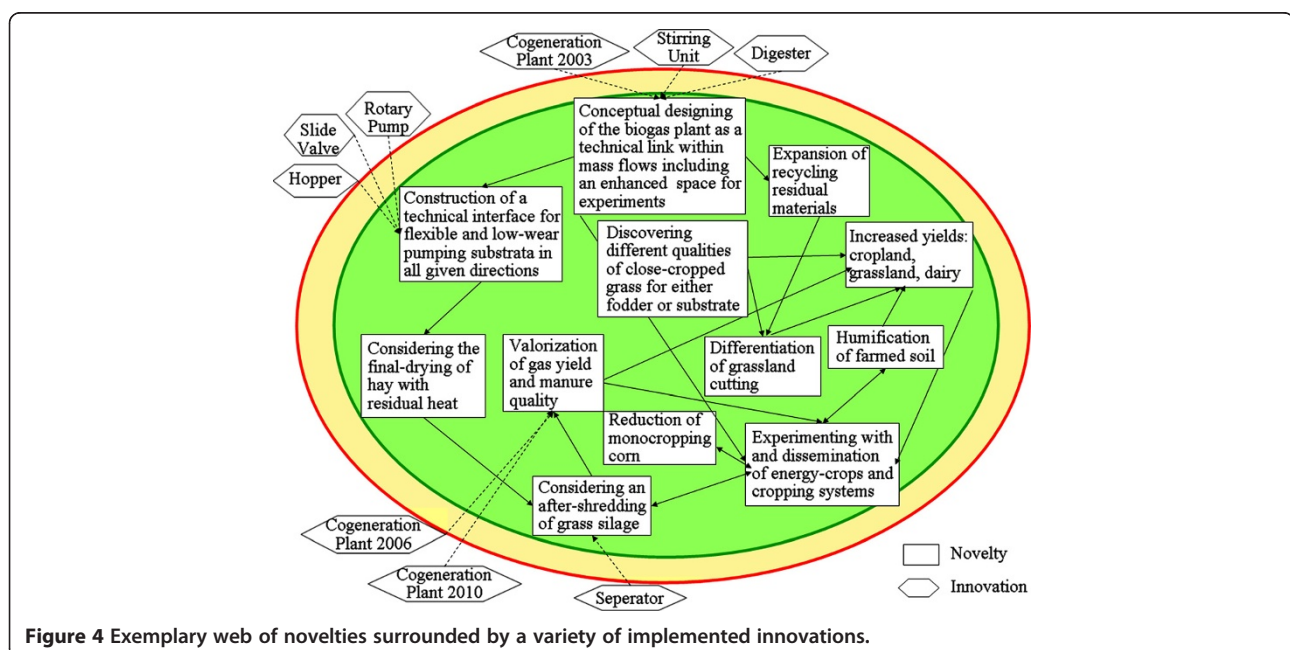 Cogeneration
Plant 2003
Stirring
Unit
Digester
Rotary
Pump
Slide
Valve
Hopper
Conceptual designing
of the biogas plant as a
technical link within
mass flows including
an enhanced space for
experiments
Expansion of
recycling
residual
materials
Construction of a
technical interface for
flexible and low-wear
pumping substrata in
all given directions
Discovering
different qualities
of close-cropped
grass for either
fodder or substrate
Increased yields:
cropland,
grassland, dairy
Considering the
final-drying of
hay with
residual heat
Valorization
of gas yield
and manure
quality
Differentiation
of grassland
cutting
Humification
of farmed soil
Reduction of
monocropping
corn
Experimenting with
and dissemination
of energy-crops and
cropping systems
Considering an
after-shredding
of grass silage
Cogeneration
Plant 2006
Cogeneration
Plant 2010
Seperator
Novelty
Innovation
Figure 4 Exemplary web of novelties surrounded by a variety of implemented innovations.